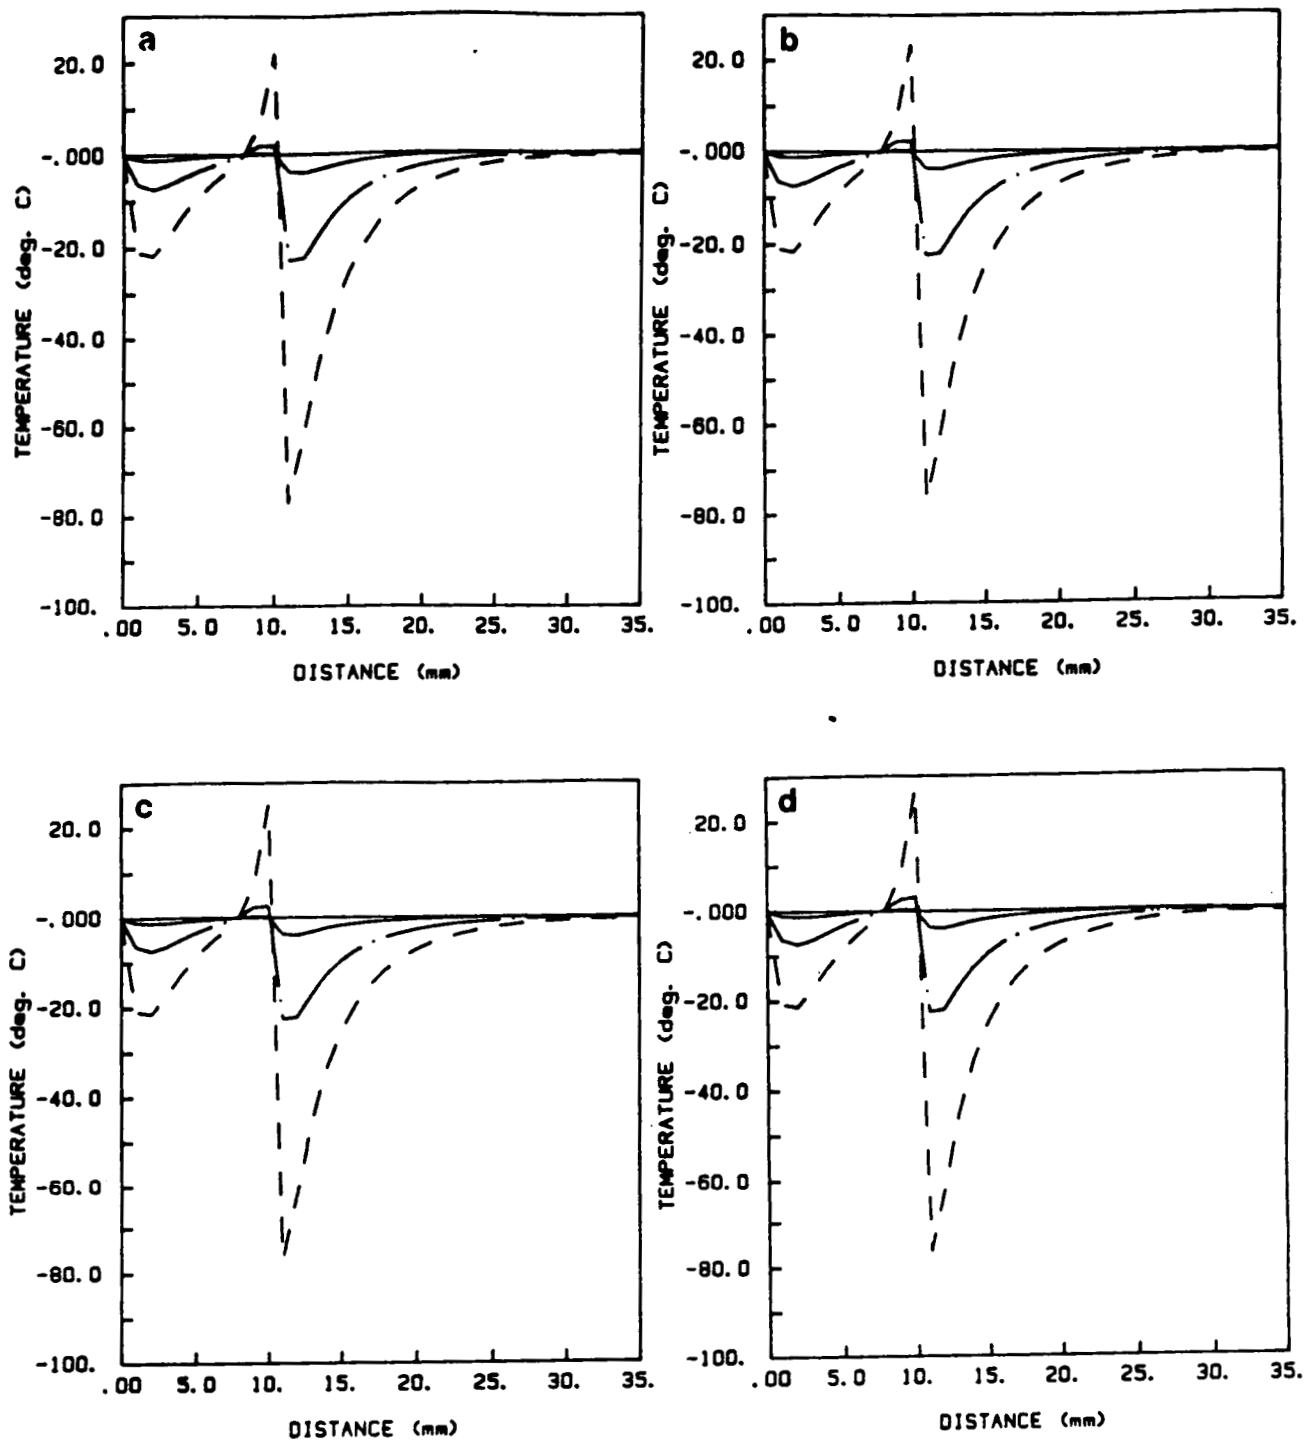 a
20.0
-.000
-20.0
-40.0
-60.0
-80.0
-100.
.00 5.0 10. 15. 20. 25. 30. 35.
TEMPERATURE (deg. C)
DISTANCE (mm)
b
20.0
-.000
-20.0
-40.0
-60.0
-80.0
-100.
.00 5.0 10. 15. 20. 25. 30. 35.
TEMPERATURE (deg. C)
DISTANCE (mm)
c
20.0
-.000
-20.0
-40.0
-60.0
-80.0
-100.
.00 5.0 10. 15. 20. 25. 30. 35.
TEMPERATURE (deg. C)
DISTANCE (mm)
d
20.0
-.000
-20.0
-40.0
-60.0
-80.0
-100.
.00 5.0 10. 15. 20. 25. 30. 35.
TEMPERATURE (deg. C)
DISTANCE (mm)